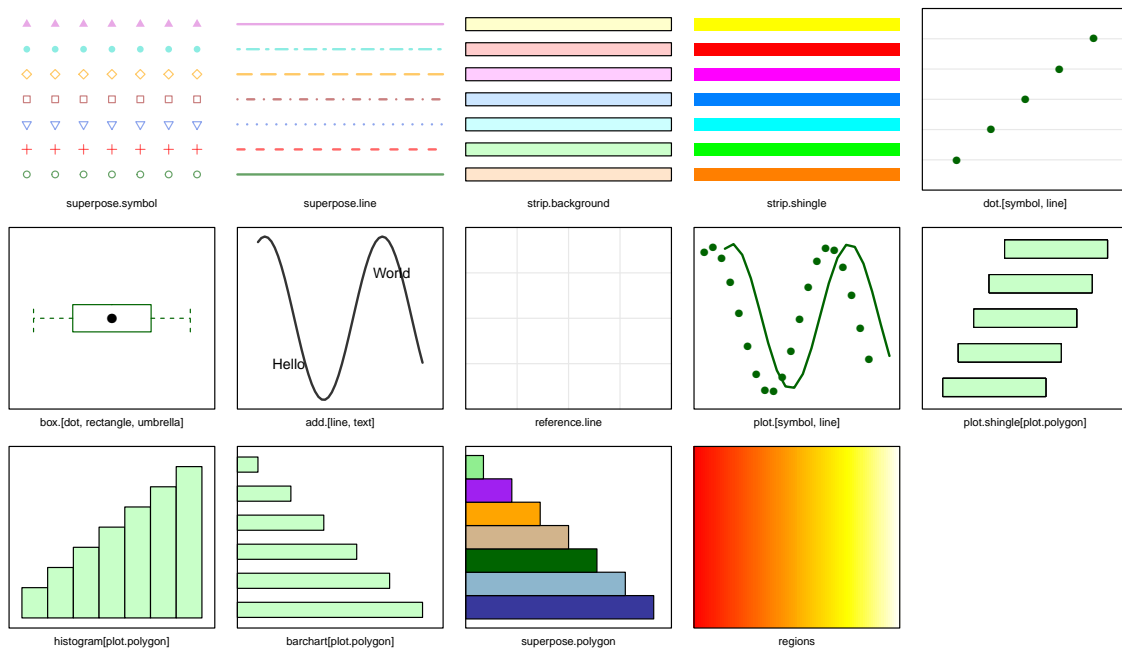 superpose.symbol
superpose.line
strip.background
strip.shingle
dot.[symbol, line]
World
Hello
box.[dot, rectangle, umbrella]
add.[line, text]
reference.line
plot.[symbol, line]
plot.shingle[plot.polygon]
histogram[plot.polygon]
barchart[plot.polygon]
superpose.polygon
regions